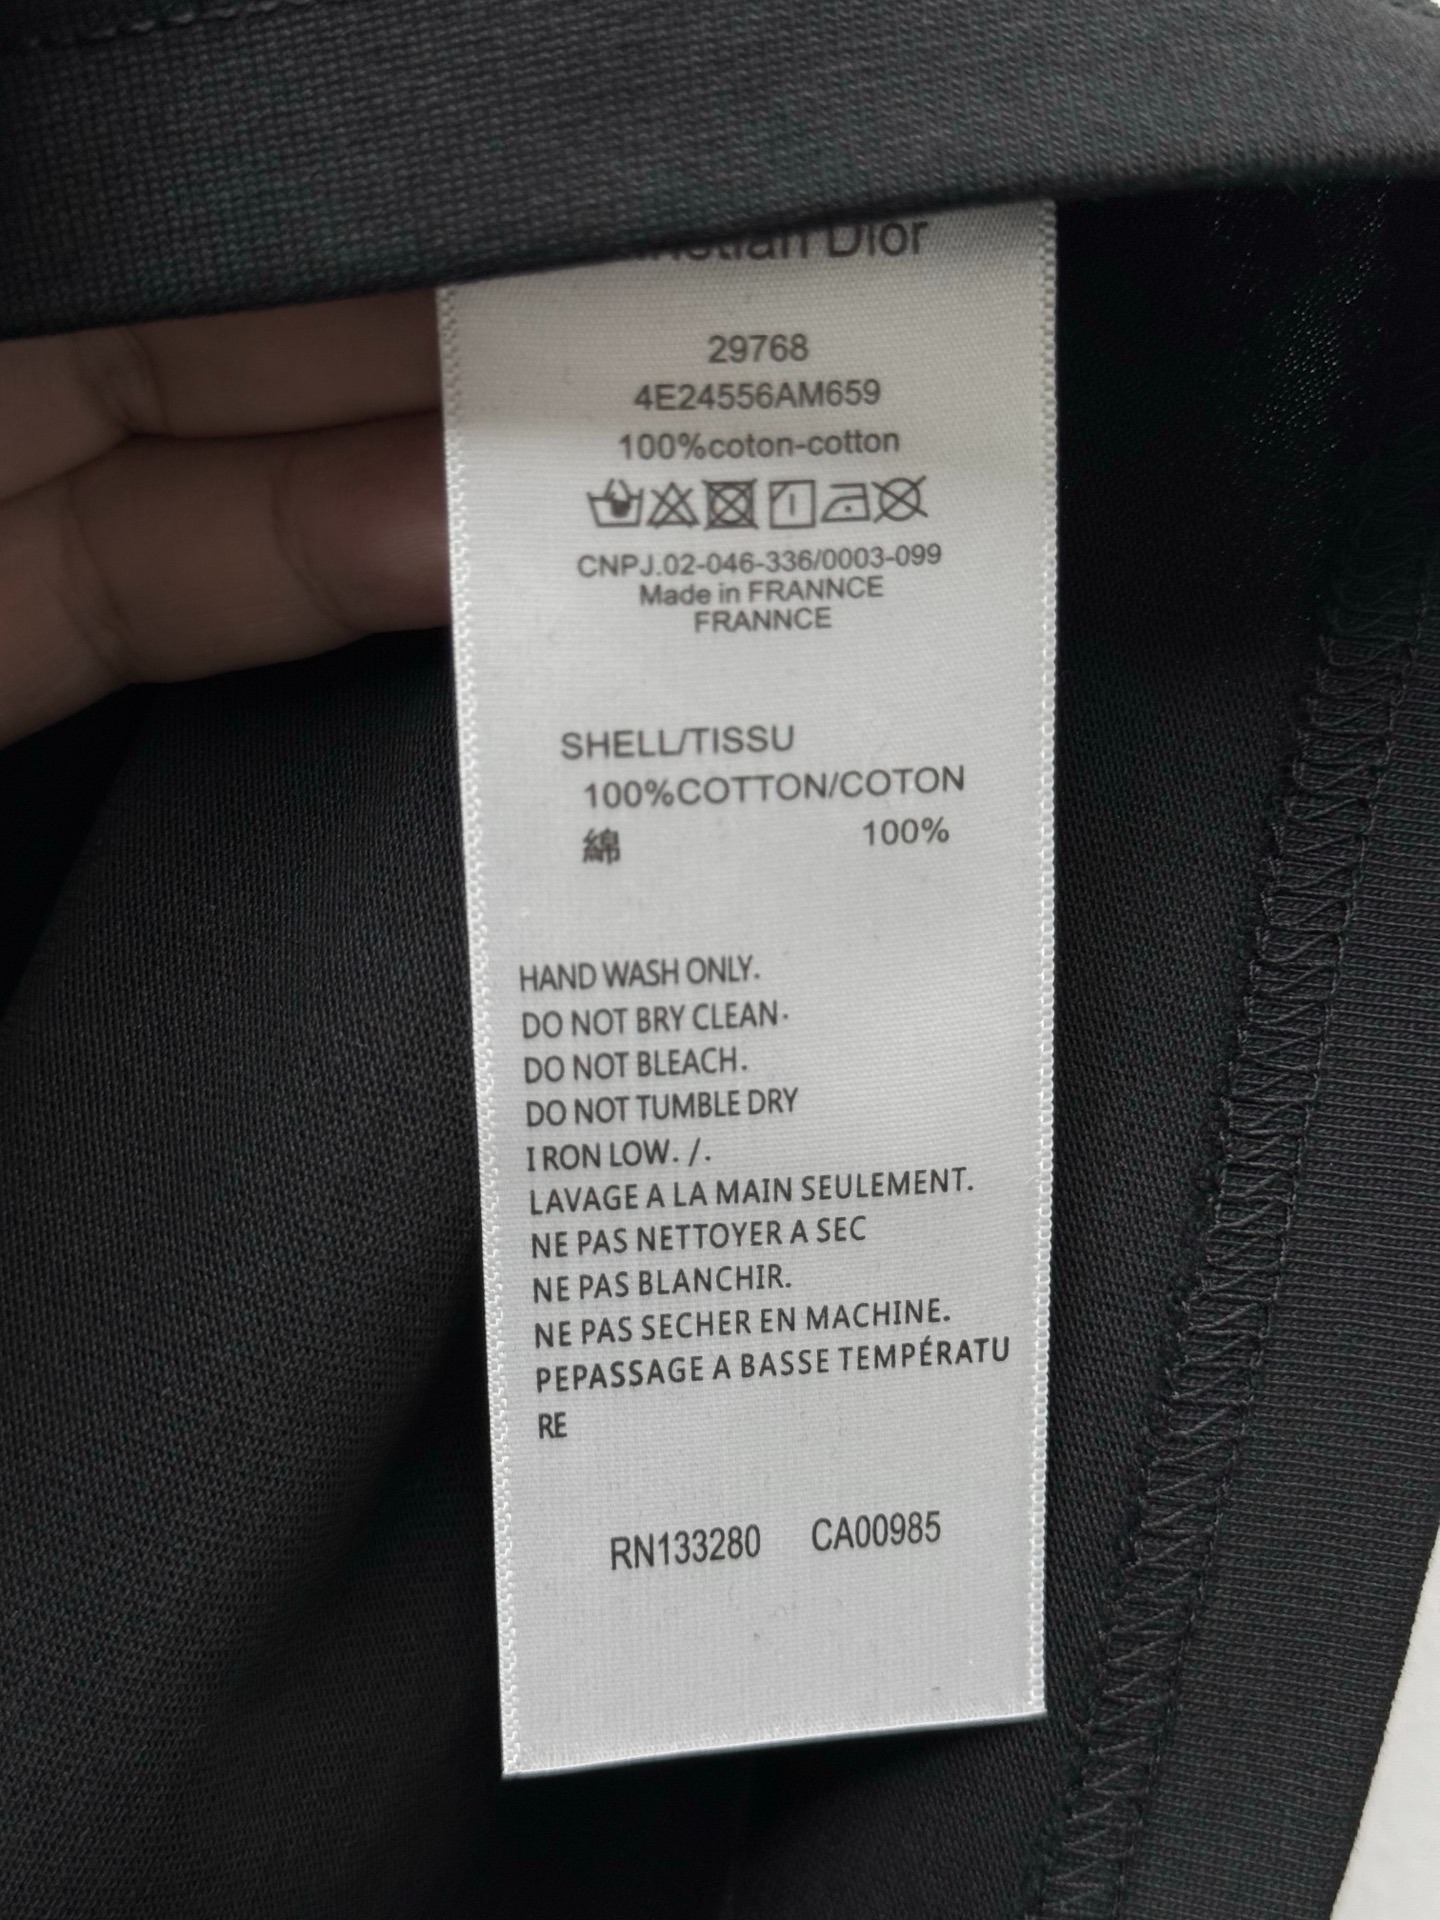 Christian Dior
29768
4E24556AM659
100%coton-cotton
CNPJ.02-046-336/0003-099
Made in FRANNCE
FRANNCE
SHELL/TISSU
100%COTTON/COTON
綿 100%
HAND WASH ONLY.
DO NOT BRY CLEAN.
DO NOT BLEACH.
DO NOT TUMBLE DRY
I RON LOW. /.
LAVAGE A LA MAIN SEULEMENT.
NE PAS NETTOYER A SEC
NE PAS BLANCHIR.
NE PAS SECHER EN MACHINE.
PEPASSAGE A BASSE TEMPÉRATU
RE
RN133280 CA00985